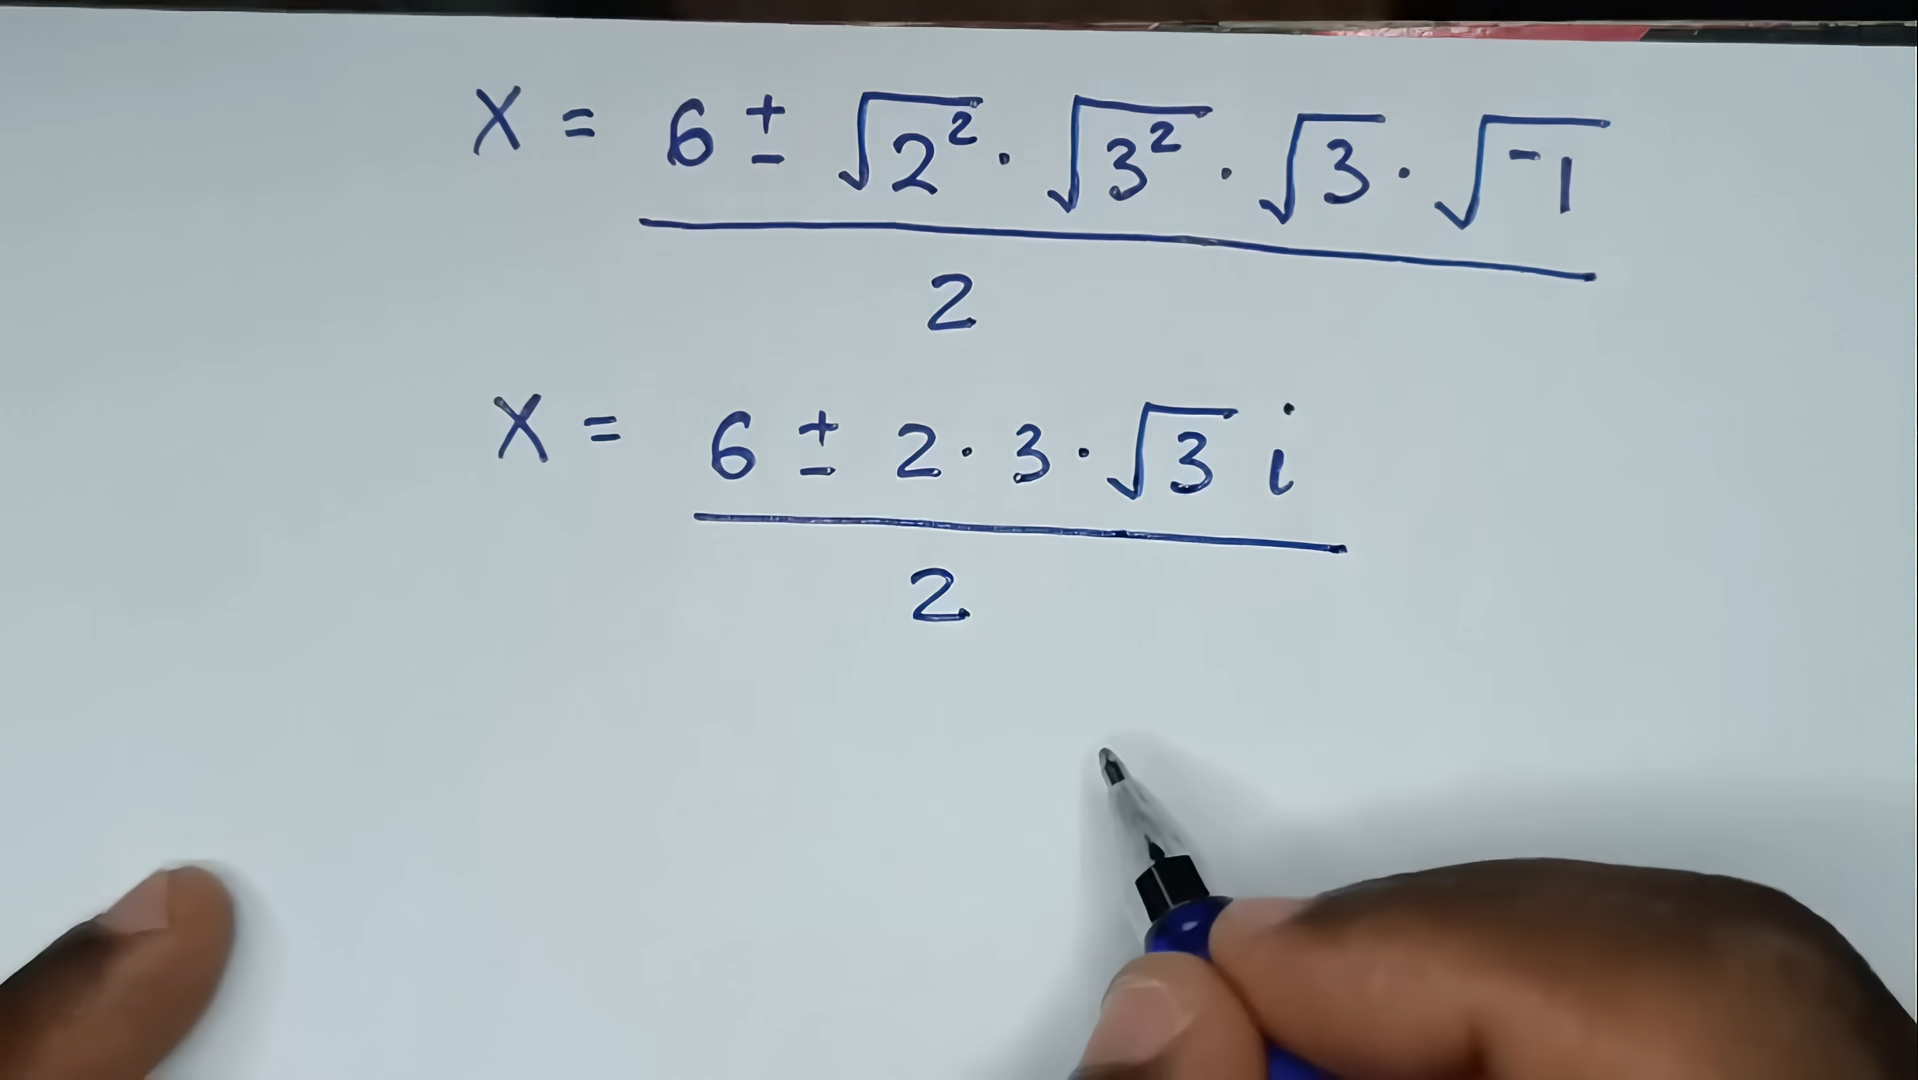 X = 6 ± √2² · √3² · √3 · √-1
2
X = 6 ± 2 · 3 · √3 i
2